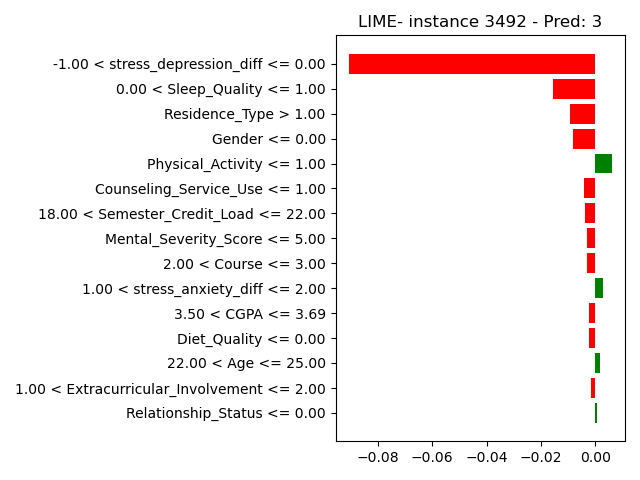 LIME- instance 3492 - Pred: 3
-1.00 < stress_depression_diff <= 0.00
0.00 < Sleep_Quality <= 1.00
Residence_Type > 1.00
Gender <= 0.00
Physical_Activity <= 1.00
Counseling_Service_Use <= 1.00
18.00 < Semester_Credit_Load <= 22.00
Mental_Severity_Score <= 5.00
2.00 < Course <= 3.00
1.00 < stress_anxiety_diff <= 2.00
3.50 < CGPA <= 3.69
Diet_Quality <= 0.00
22.00 < Age <= 25.00
1.00 < Extracurricular_Involvement <= 2.00
Relationship_Status <= 0.00
−0.08 −0.06 −0.04 −0.02 0.00